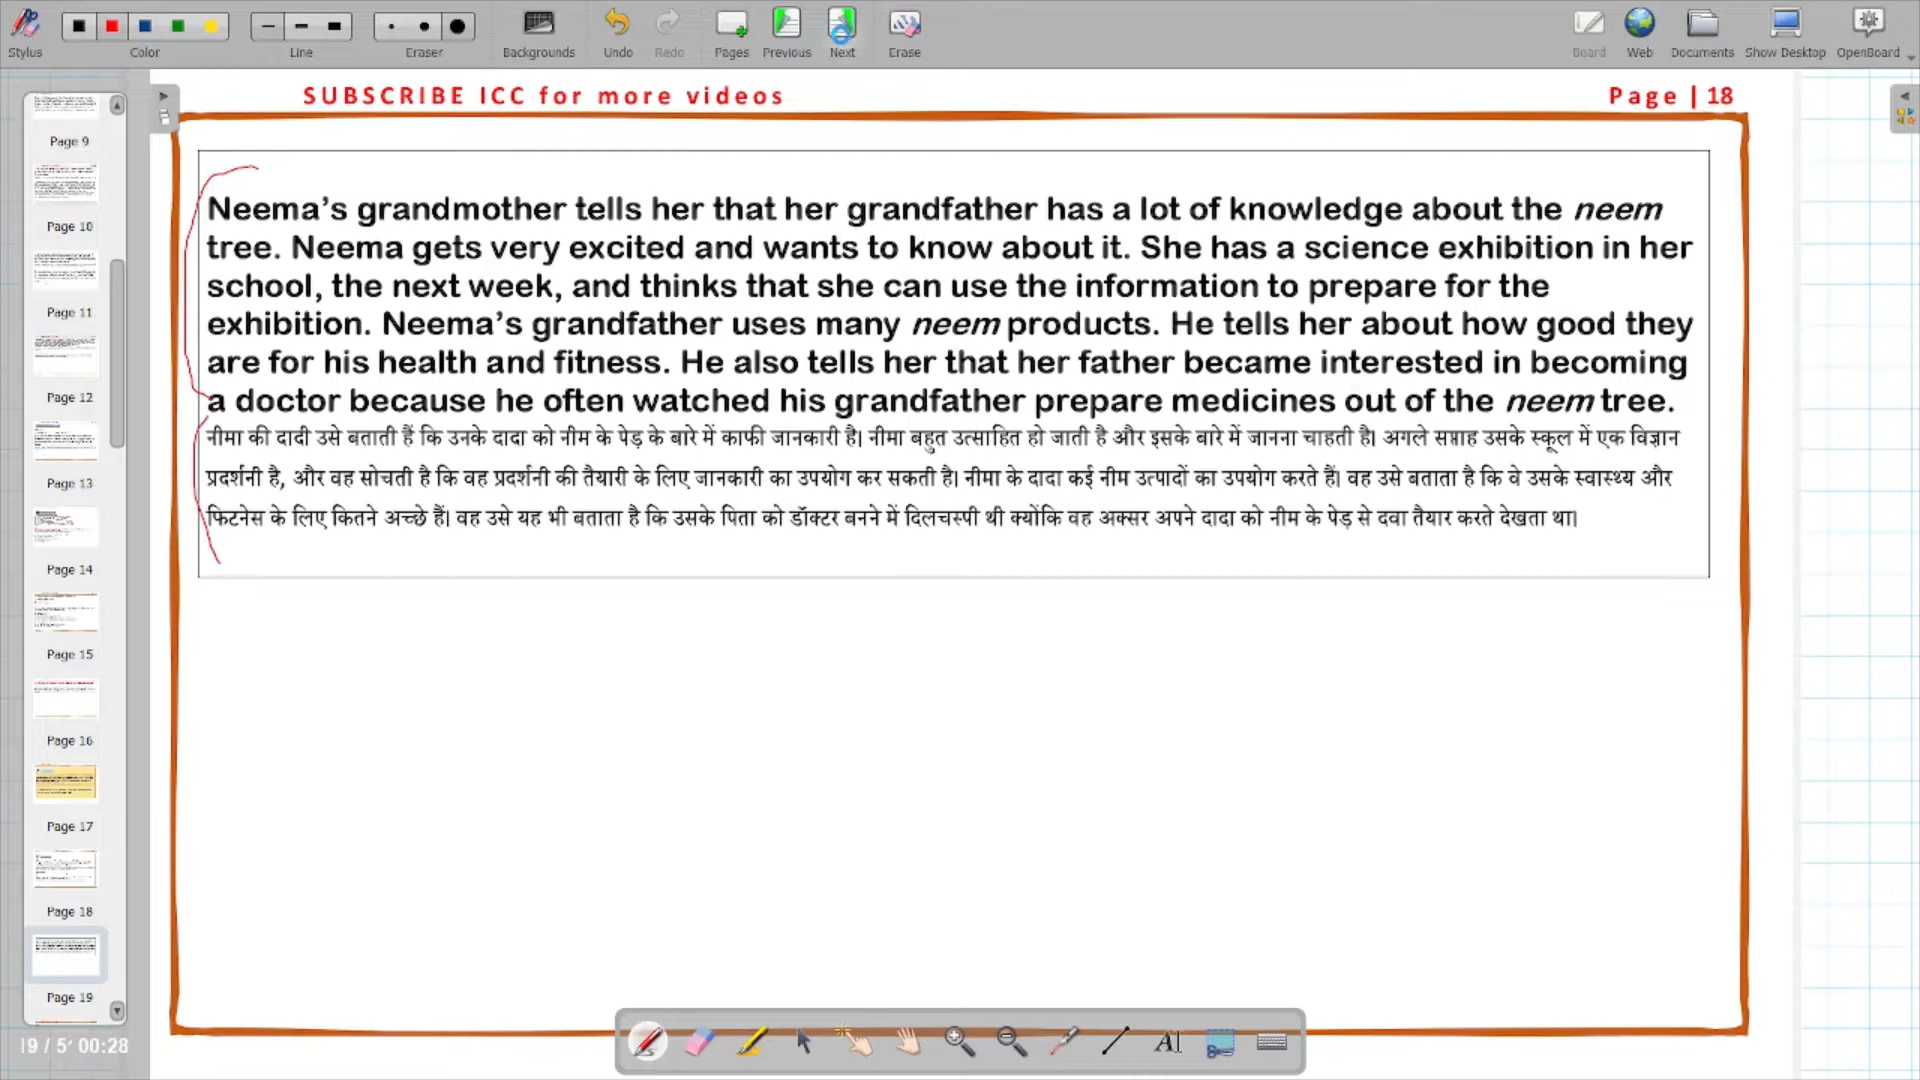 Stylus Color Line Eraser Backgrounds Undo Redo Pages Previous Next Erase Board Web Documents Show Desktop OpenBoard
SUBSCRIBE ICC for more videos
Page | 18
Neema's grandmother tells her that her grandfather has a lot of knowledge about the neem
tree. Neema gets very excited and wants to know about it. She has a science exhibition in her
school, the next week, and thinks that she can use the information to prepare for the
exhibition. Neema's grandfather uses many neem products. He tells her about how good they
are for his health and fitness. He also tells her that her father became interested in becoming
a doctor because he often watched his grandfather prepare medicines out of the neem tree.
नीमा की दादी उसे बताती हैं कि उनके दादा को नीम के पेड़ के बारे में काफी जानकारी है। नीमा बहुत उत्साहित हो जाती है और इसके बारे में जानना चाहती है। अगले सप्ताह उसके स्कूल में एक विज्ञान
प्रदर्शनी है, और वह सोचती है कि वह प्रदर्शनी की तैयारी के लिए जानकारी का उपयोग कर सकती है। नीमा के दादा कई नीम उत्पादों का उपयोग करते हैं। वह उसे बताता है कि वे उसके स्वास्थ्य और
फिटनेस के लिए कितने अच्छे हैं। वह उसे यह भी बताता है कि उसके पिता को डॉक्टर बनने में दिलचस्पी थी क्योंकि वह अक्सर अपने दादा को नीम के पेड़ से दवा तैयार करते देखता था।
Page 9
Page 10
Page 11
Page 12
Page 13
Page 14
Page 15
Page 16
Page 17
Page 18
Page 19
00:28